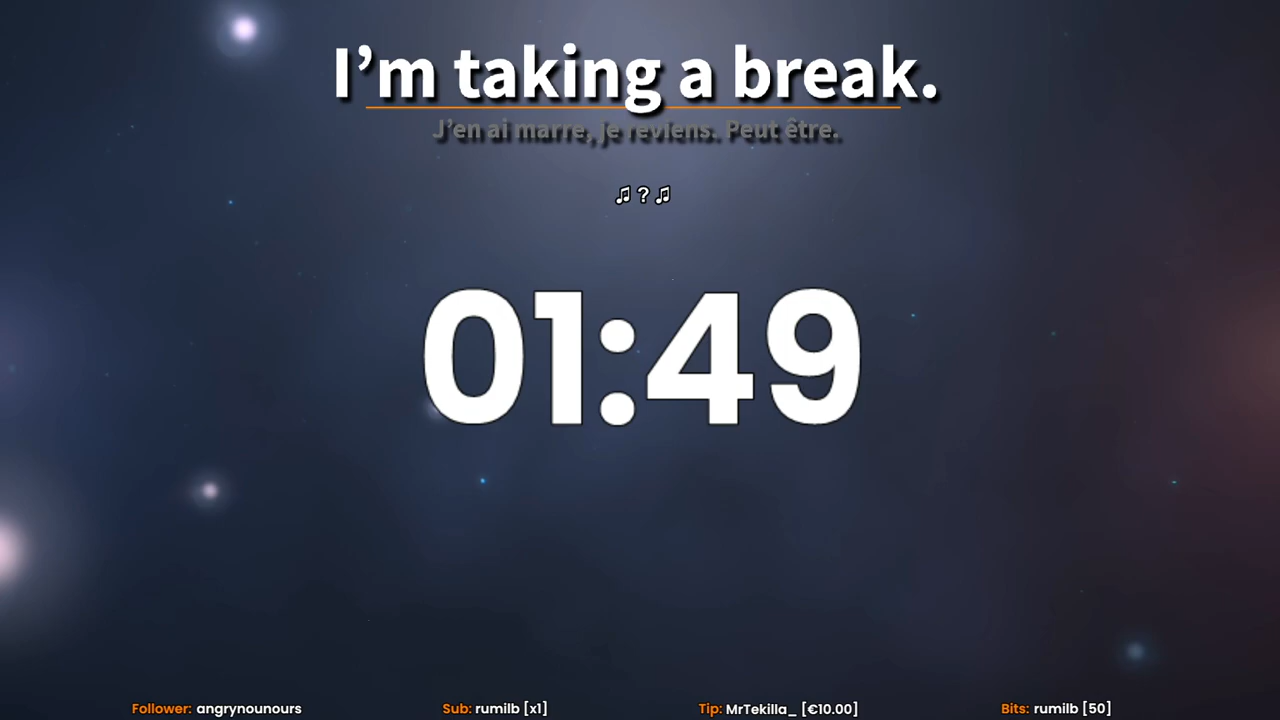 I’m taking a break.
J’en ai marre, je reviens. Peut être.
♫ ? ♫
01:49
Follower: angrynounours Sub: rumilb [x1] Tip: MrTekilla_ [€10.00] Bits: rumilb [50]